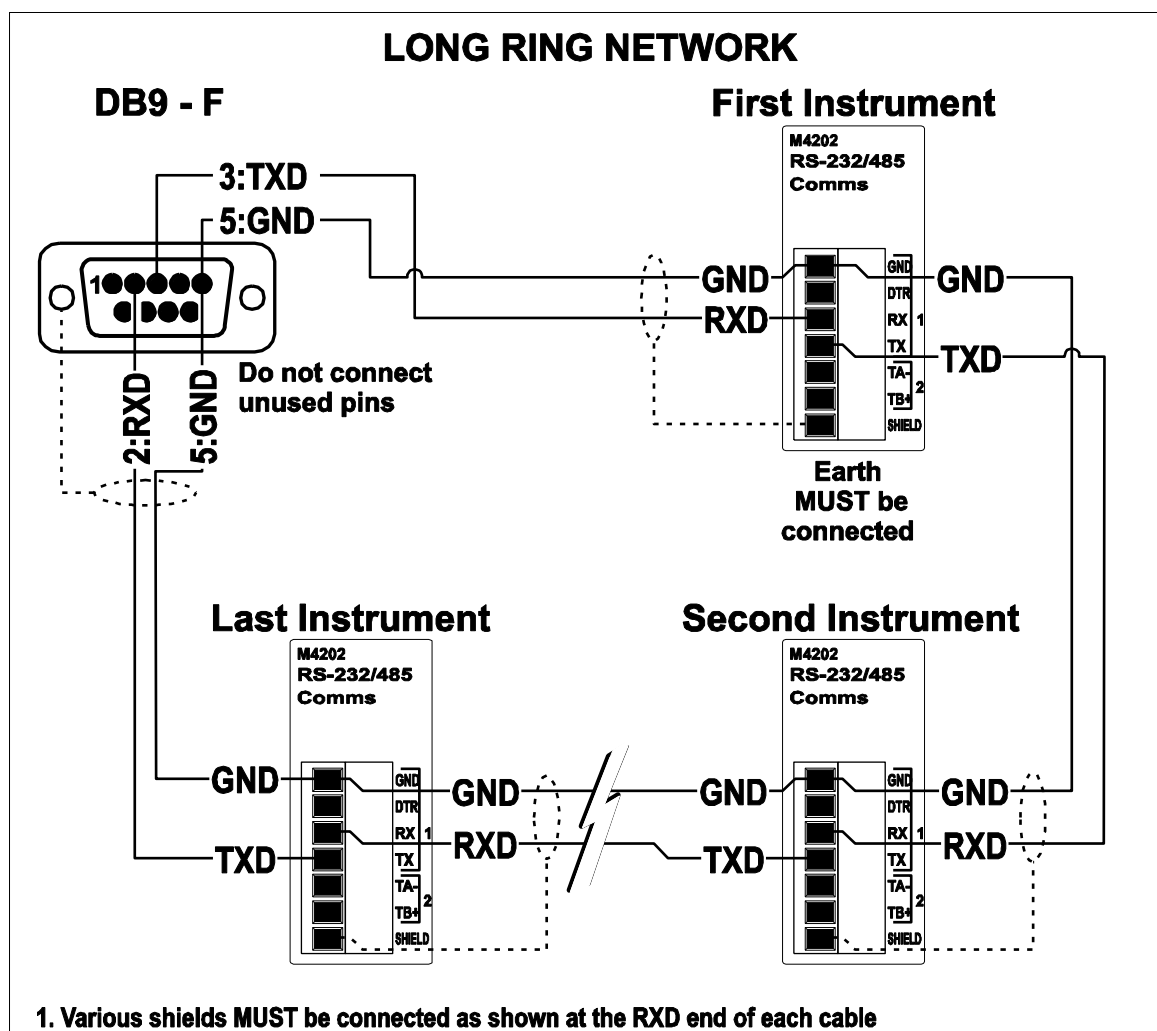 LONG RING NETWORK
DB9 - F
First Instrument
M4202
RS-232/485
Comms
3:TXD
5:GND
1
GND
RXD
GND
DTR
RX 1
TX
TA-
TB+ 2
SHIELD
GND
TXD
Do not connect
unused pins
2:RXD
5:GND
Earth
MUST be
connected
Last Instrument
M4202
RS-232/485
Comms
GND
TXD
GND
DTR
RX 1
TX
TA-
TB+ 2
SHIELD
GND
RXD
Second Instrument
M4202
RS-232/485
Comms
GND
TXD
GND
DTR
RX 1
TX
TA-
TB+ 2
SHIELD
GND
RXD
1. Various shields MUST be connected as shown at the RXD end of each cable